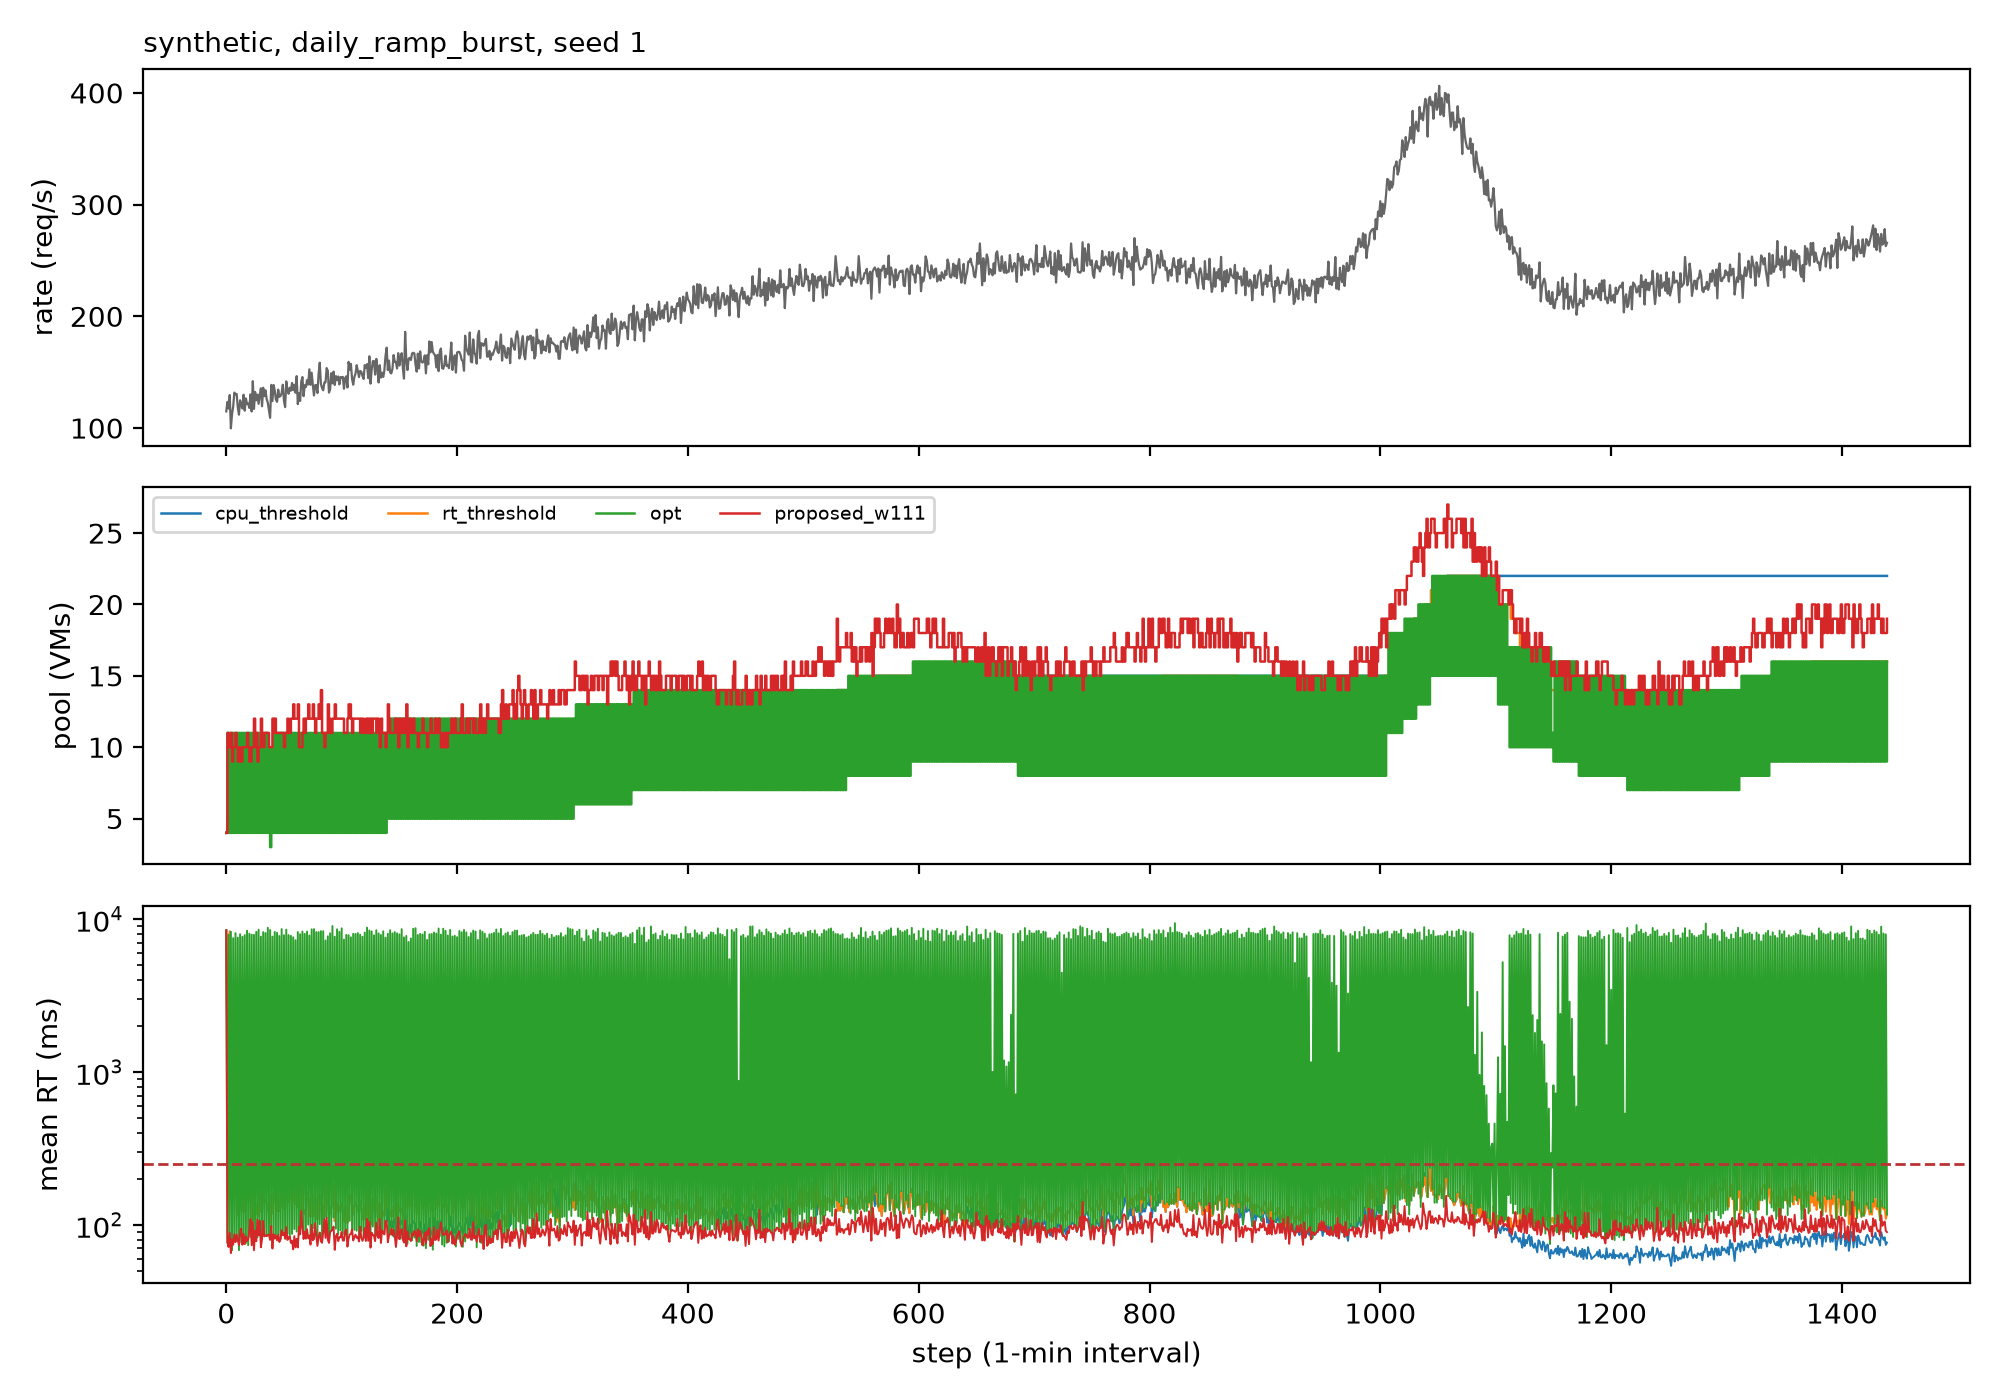 synthetic, daily_ramp_burst, seed 1
400
300
200
100
rate (req/s)
cpu_threshold rt_threshold opt proposed_w111
25
20
15
10
5
pool (VMs)
10⁴
10³
10²
mean RT (ms)
0 200 400 600 800 1000 1200 1400
step (1-min interval)